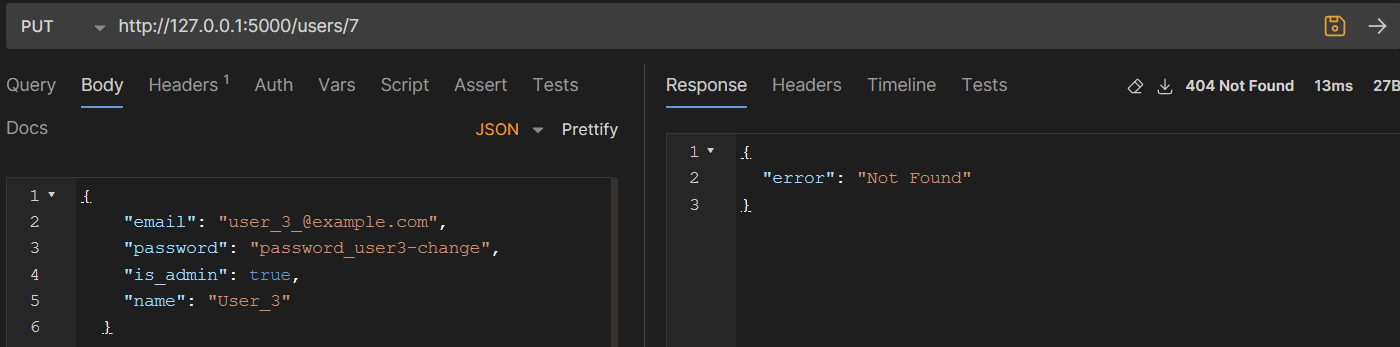 PUT http://127.0.0.1:5000/users/7
Query Body Headers 1 Auth Vars Script Assert Tests
Docs JSON Prettify
1 {
2 "email": "user_3_@example.com",
3 "password": "password_user3-change",
4 "is_admin": true,
5 "name": "User_3"
6 }
Response Headers Timeline Tests 404 Not Found 13ms 27B
1 {
2 "error": "Not Found"
3 }